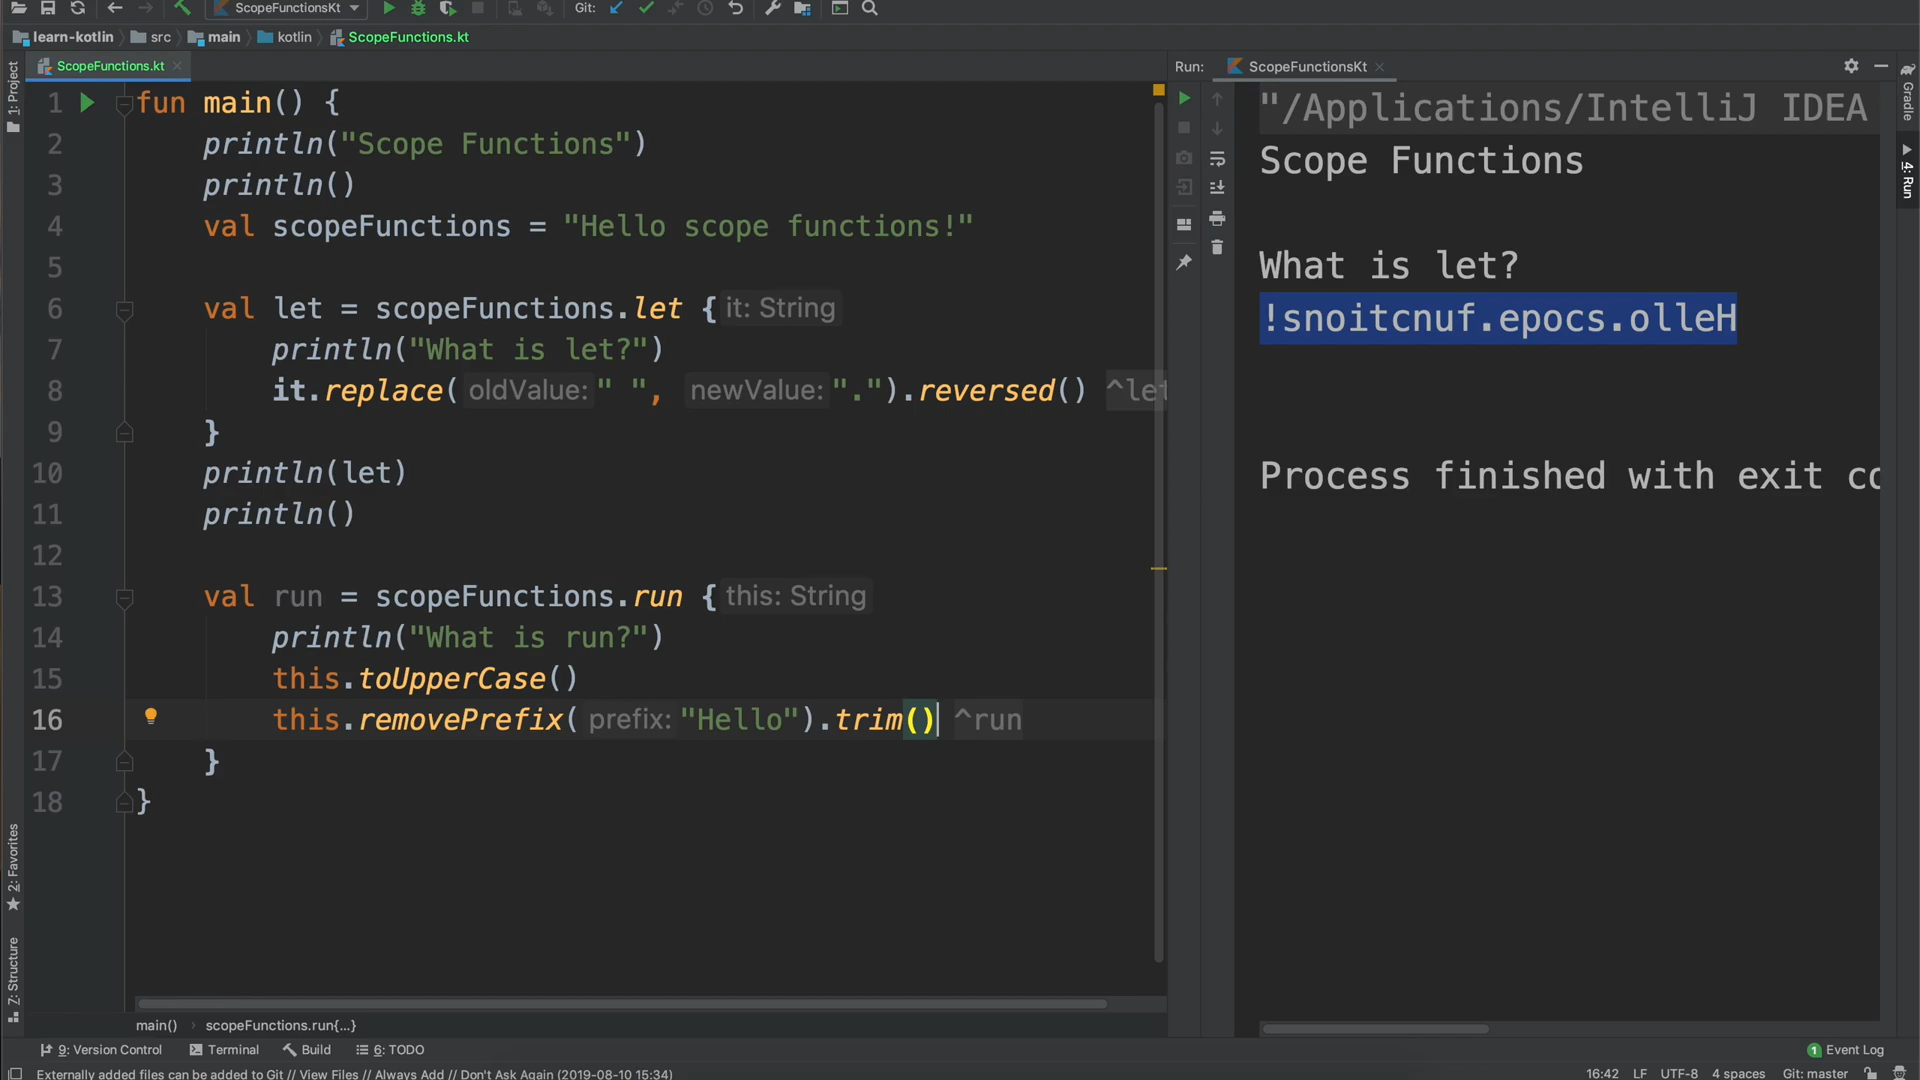 ScopeFunctionsKt
Git:
learn-kotlin
src
main
kotlin
ScopeFunctions.kt
1: Project
ScopeFunctions.kt
1 fun main() {
2 println("Scope Functions")
3 println()
4 val scopeFunctions = "Hello scope functions!"
5
6 val let = scopeFunctions.let { it: String
7 println("What is let?")
8 it.replace( oldValue: " ", newValue: ".").reversed() ^let
9 }
10 println(let)
11 println()
12
13 val run = scopeFunctions.run { this: String
14 println("What is run?")
15 this.toUpperCase()
16 this.removePrefix( prefix: "Hello").trim() ^run
17 }
18 }
2: Favorites
7: Structure
main() › scopeFunctions.run{...}
Run: ScopeFunctionsKt
"/Applications/IntelliJ IDEA
Scope Functions
What is let?
!snoitcnuf.epocs.olleH
Process finished with exit co
Gradle
4: Run
9: Version Control
Terminal
Build
6: TODO
1 Event Log
Externally added files can be added to Git // View Files // Always Add // Don't Ask Again (2019-08-10 15:34)
16:42 LF UTF-8 4 spaces Git: master